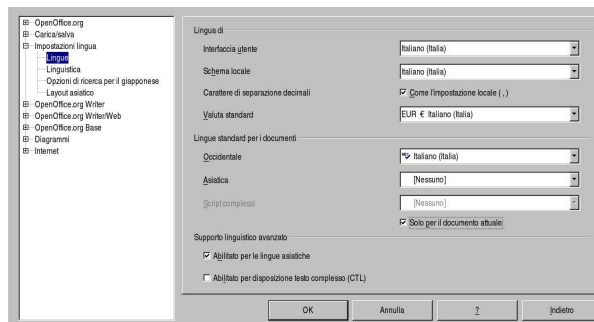 OpenOffice.org
Carica/salva
Impostazioni lingua
Lingue
Linguistica
Opzioni di ricerca per il giapponese
Layout asiatico
OpenOffice.org Writer
OpenOffice.org Writer/Web
OpenOffice.org Base
Diagrammi
Internet
Lingua di
Interfaccia utente Italiano (Italia)
Schema locale Italiano (Italia)
Carattere di separazione decimali Come l'impostazione locale ( , )
Valuta standard EUR € Italiano (Italia)
Lingue standard per i documenti
Occidentale Italiano (Italia)
Asiatica [Nessuno]
Script complessi [Nessuno]
Solo per il documento attuale
Supporto linguistico avanzato
Abilitato per le lingue asiatiche
Abilitato per disposizione testo complesso (CTL)
OK Annulla ? Indietro